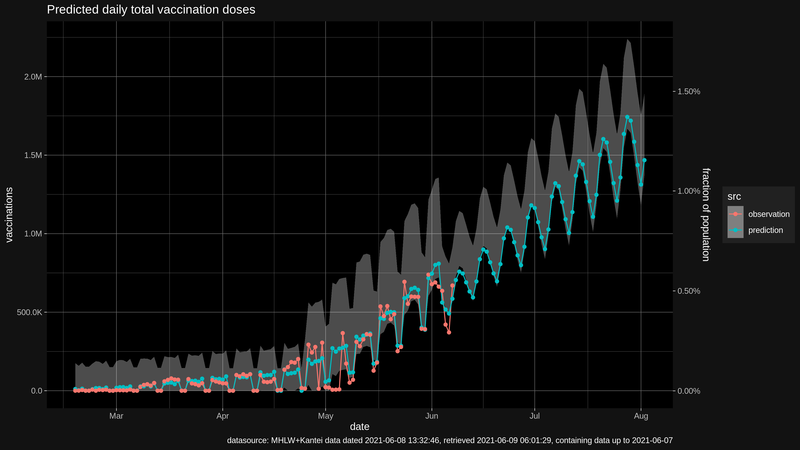 Predicted daily total vaccination doses
2.0M
1.5M
1.0M
500.0K
0.0
vaccinations
1.50%
1.00%
0.50%
0.00%
fraction of population
src
observation
prediction
Mar Apr May Jun Jul Aug
date
datasource: MHLW+Kantei data dated 2021-06-08 13:32:46, retrieved 2021-06-09 06:01:29, containing data up to 2021-06-07